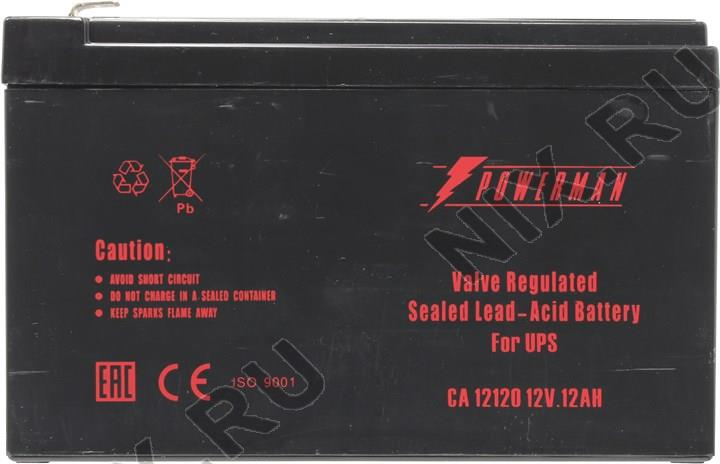 POWERMAN
Pb
Caution:
● AVOID SHORT CIRCUIT
● DO NOT CHARGE IN A SEALED CONTAINER
● KEEP SPARKS FLAME AWAY
EAC CE ISO 9001
Valve Regulated
Sealed Lead-Acid Battery
For UPS
CA 12120 12V.12AH
NIX.RU
NIX.RU